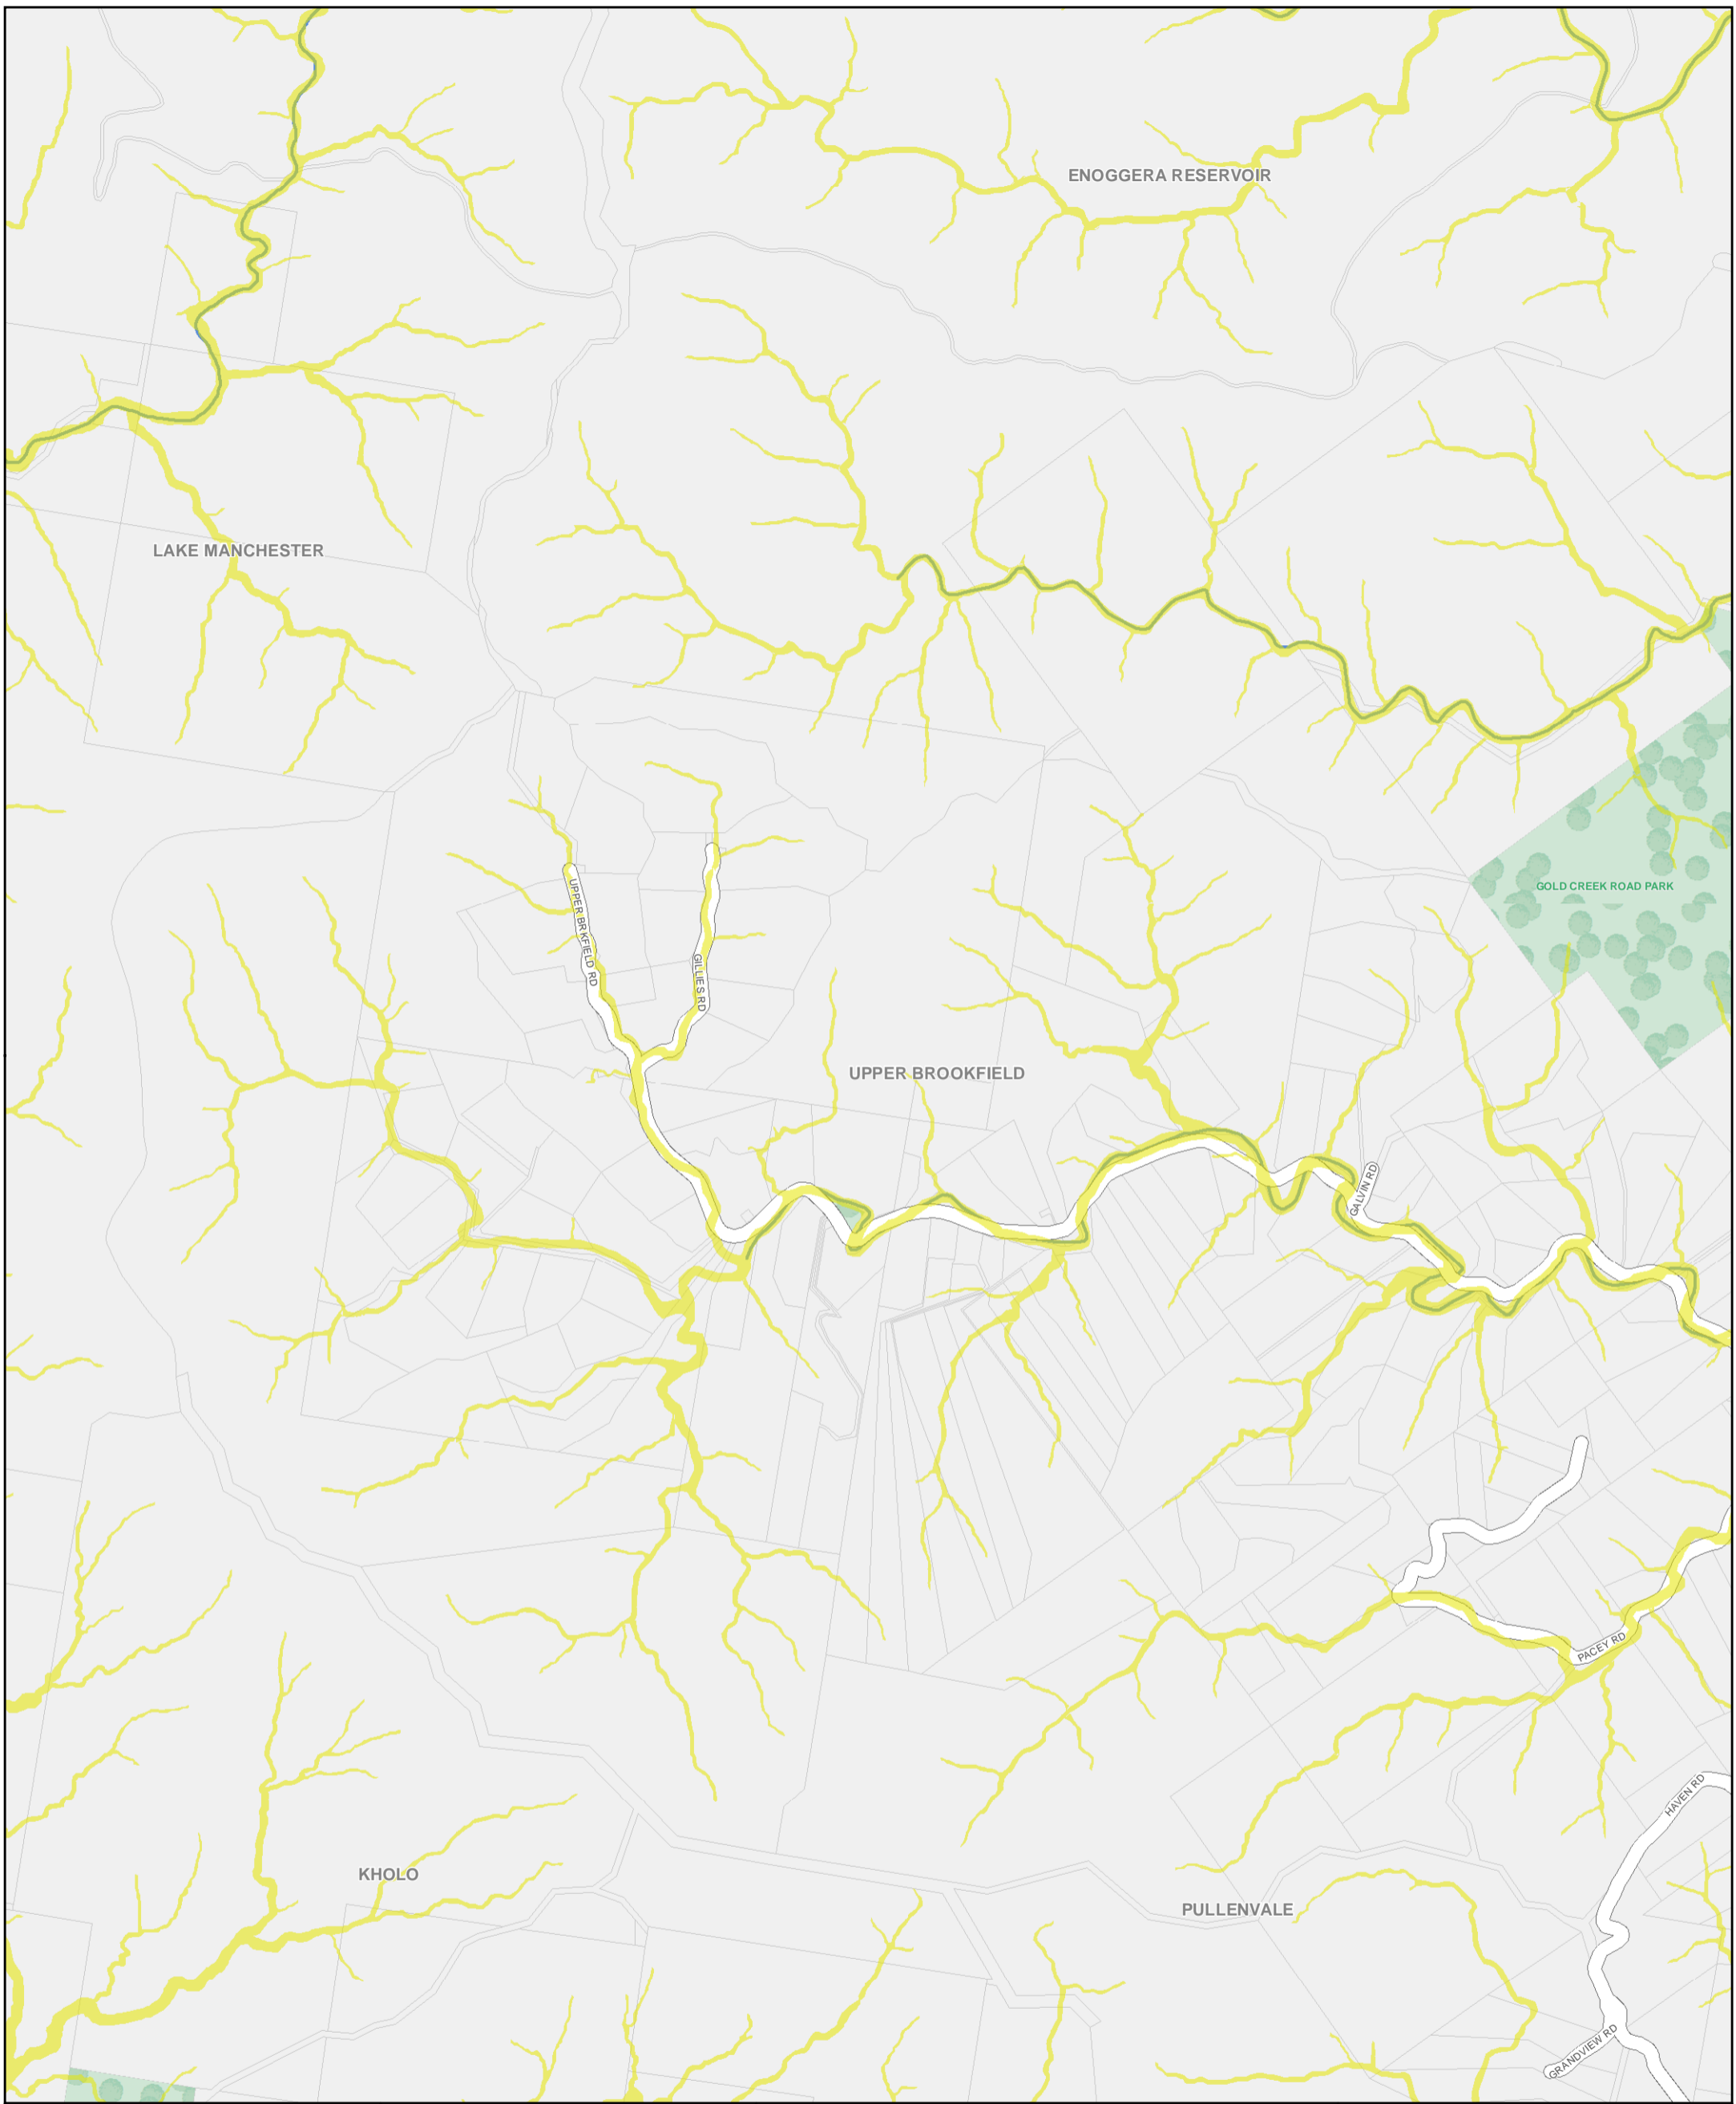 ENOGGERA RESERVOIR
LAKE MANCHESTER
GOLD CREEK ROAD PARK
UPPER BRKFIELD RD
GILLIES RD
UPPER BROOKFIELD
GALVIN RD
PACEY RD
HAVEN RD
KHOLO
PULLENVALE
GRANDVIEW RD